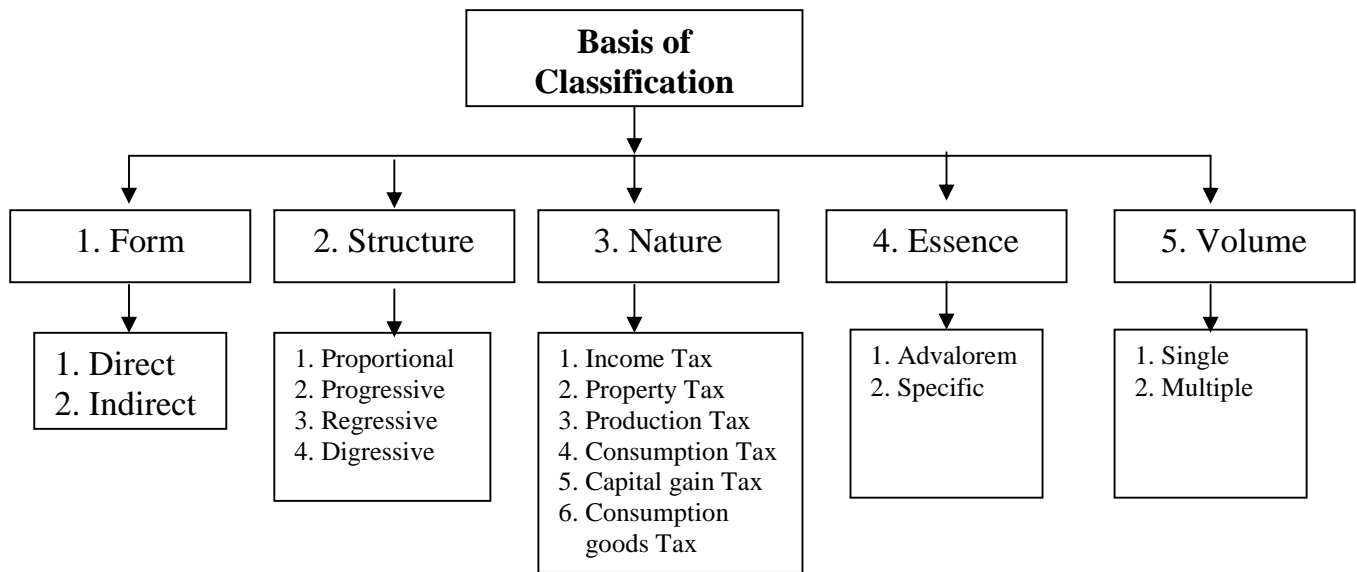 Basis of
Classification
1. Form
2. Structure
3. Nature
4. Essence
5. Volume
1. Direct
2. Indirect
1. Proportional
2. Progressive
3. Regressive
4. Digressive
1. Income Tax
2. Property Tax
3. Production Tax
4. Consumption Tax
5. Capital gain Tax
6. Consumption
goods Tax
1. Advalorem
2. Specific
1. Single
2. Multiple